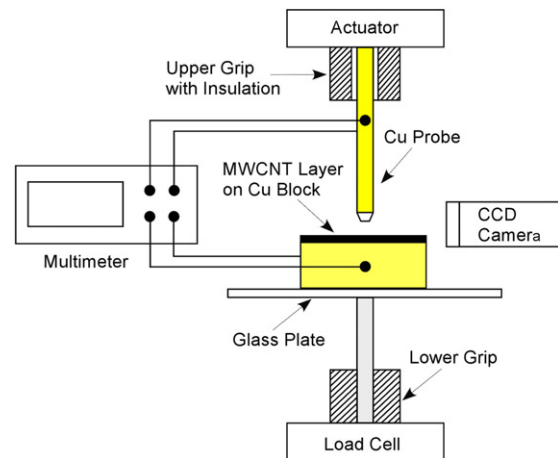 Actuator
Upper Grip
with Insulation
Cu Probe
MWCNT Layer
on Cu Block
CCD
Camera
Multimeter
Glass Plate
Lower Grip
Load Cell